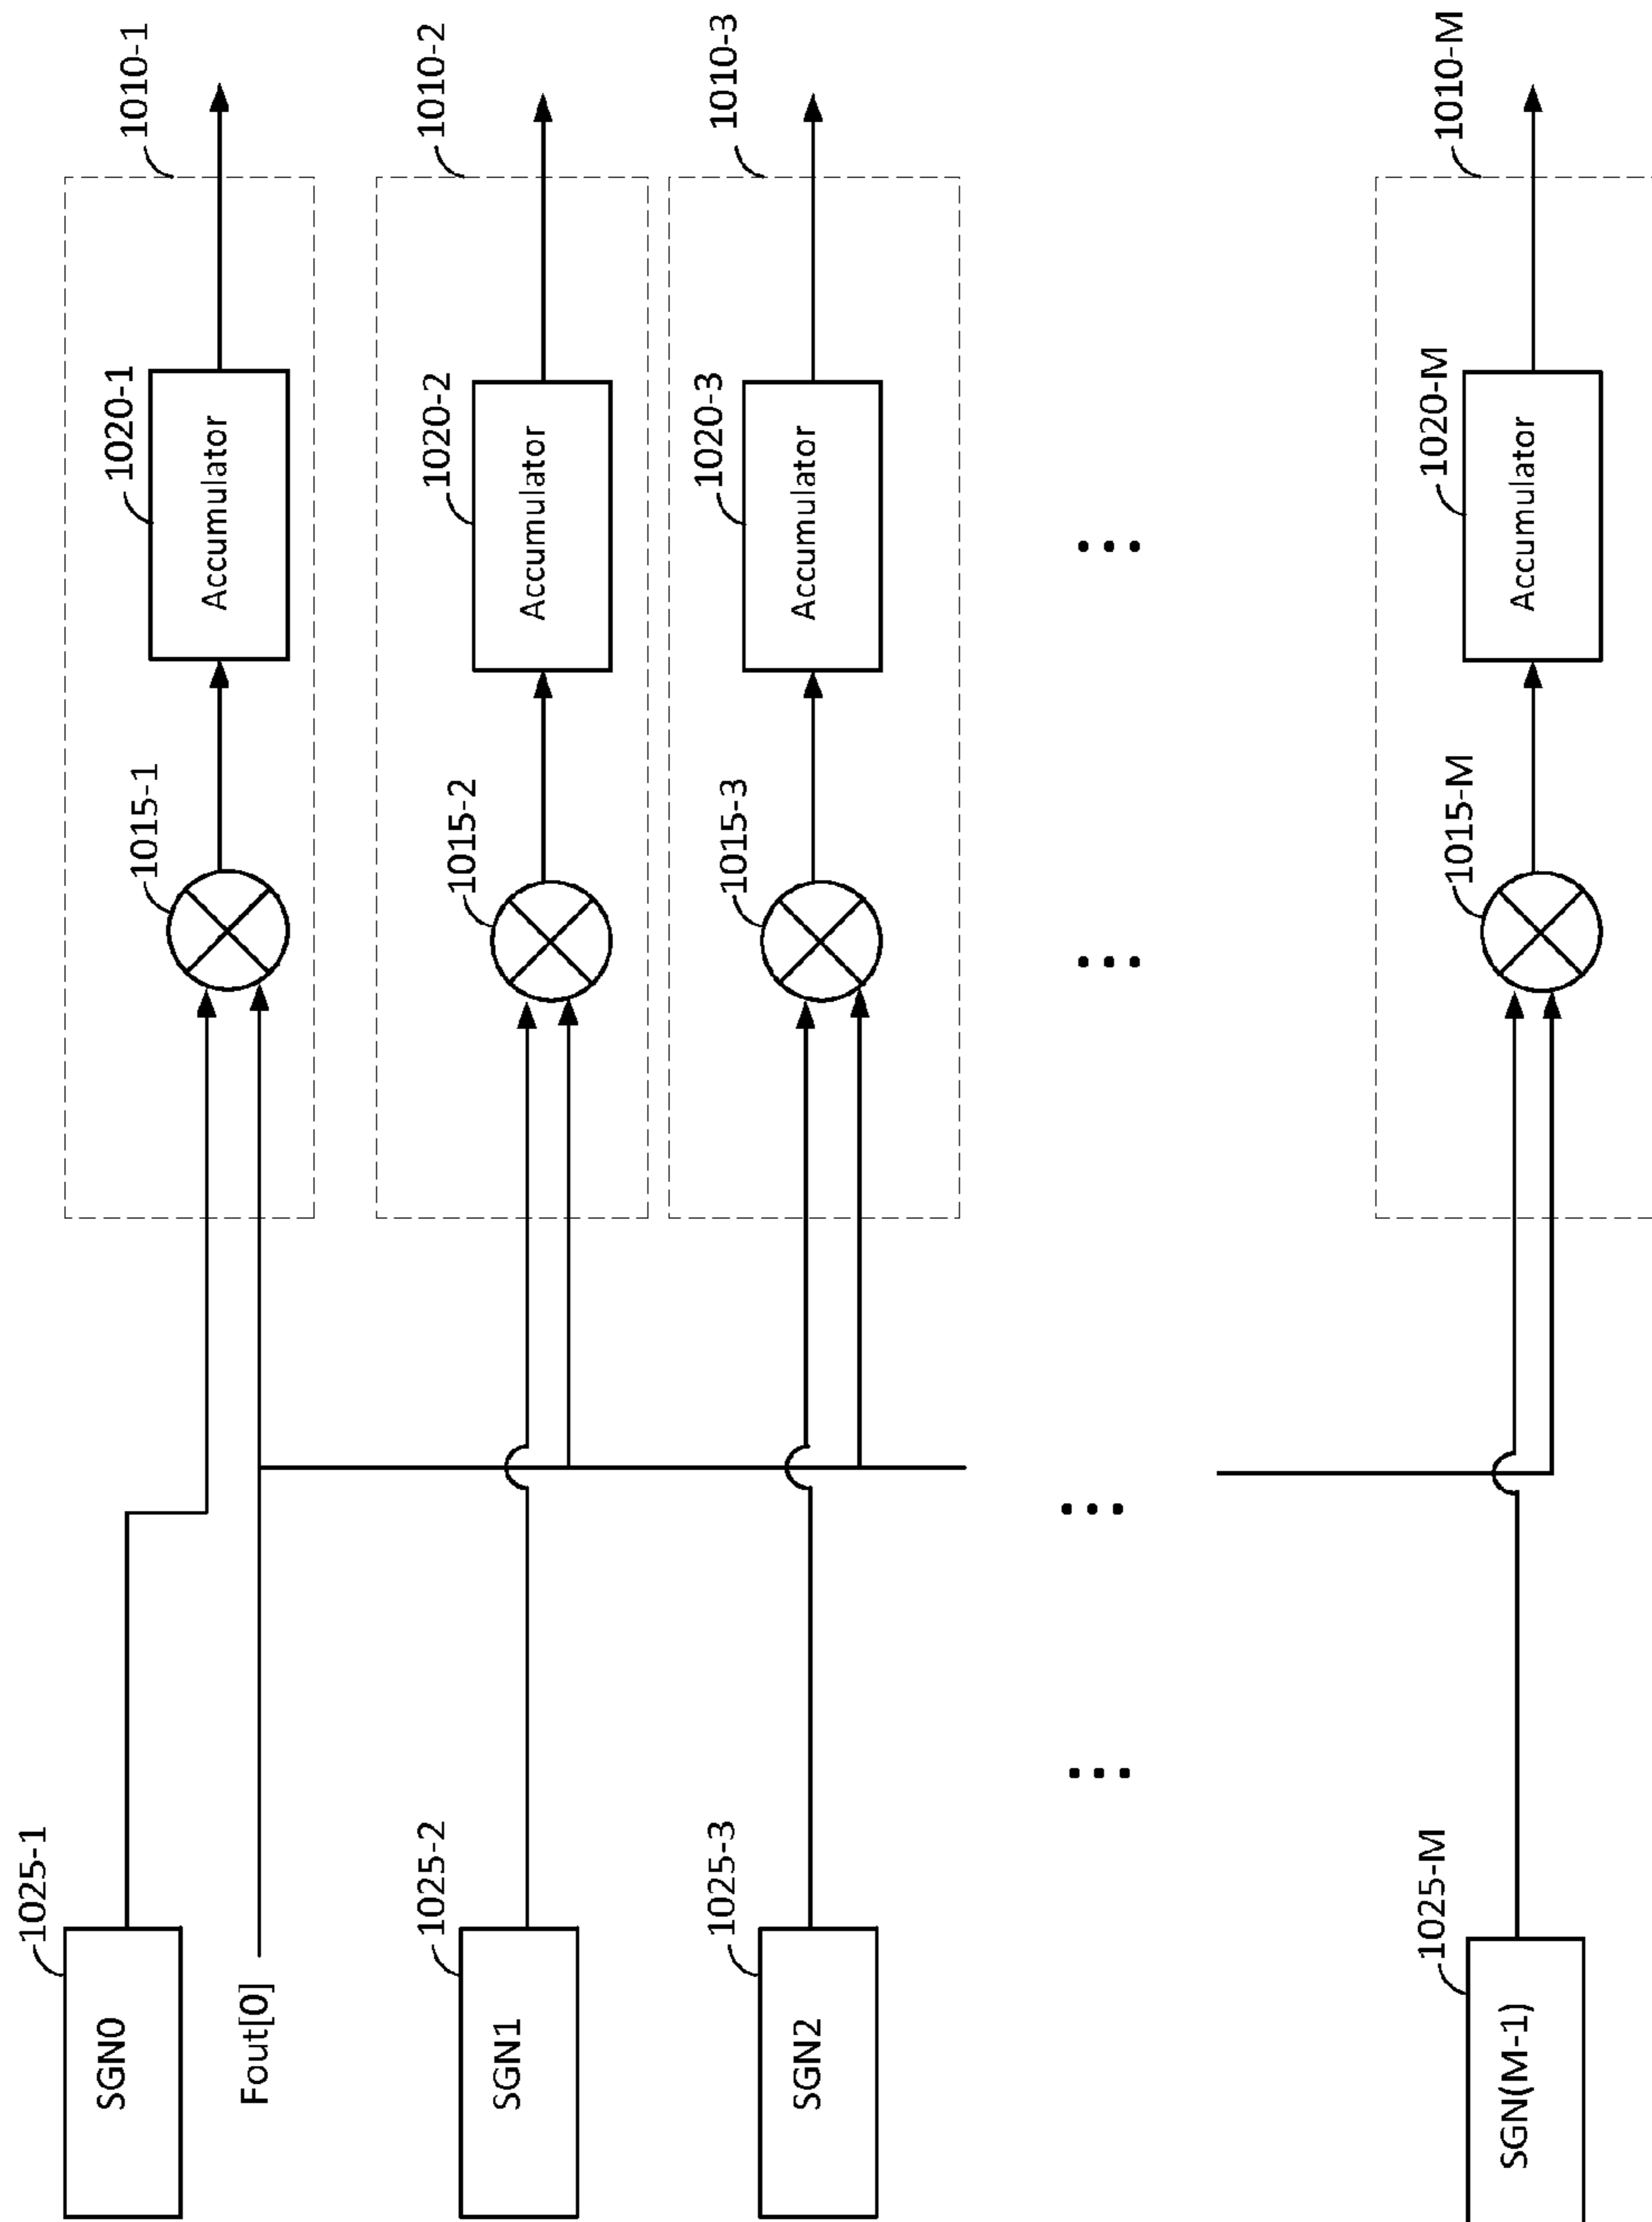 1010-1
1020-1
Accumulator
1015-1
1025-1
SGN0
Fout[0]
1010-2
1020-2
Accumulator
1015-2
1025-2
SGN1
1010-3
1020-3
Accumulator
1015-3
1025-3
SGN2
...
...
...
...
1010-M
1020-M
Accumulator
1015-M
1025-M
SGN(M-1)